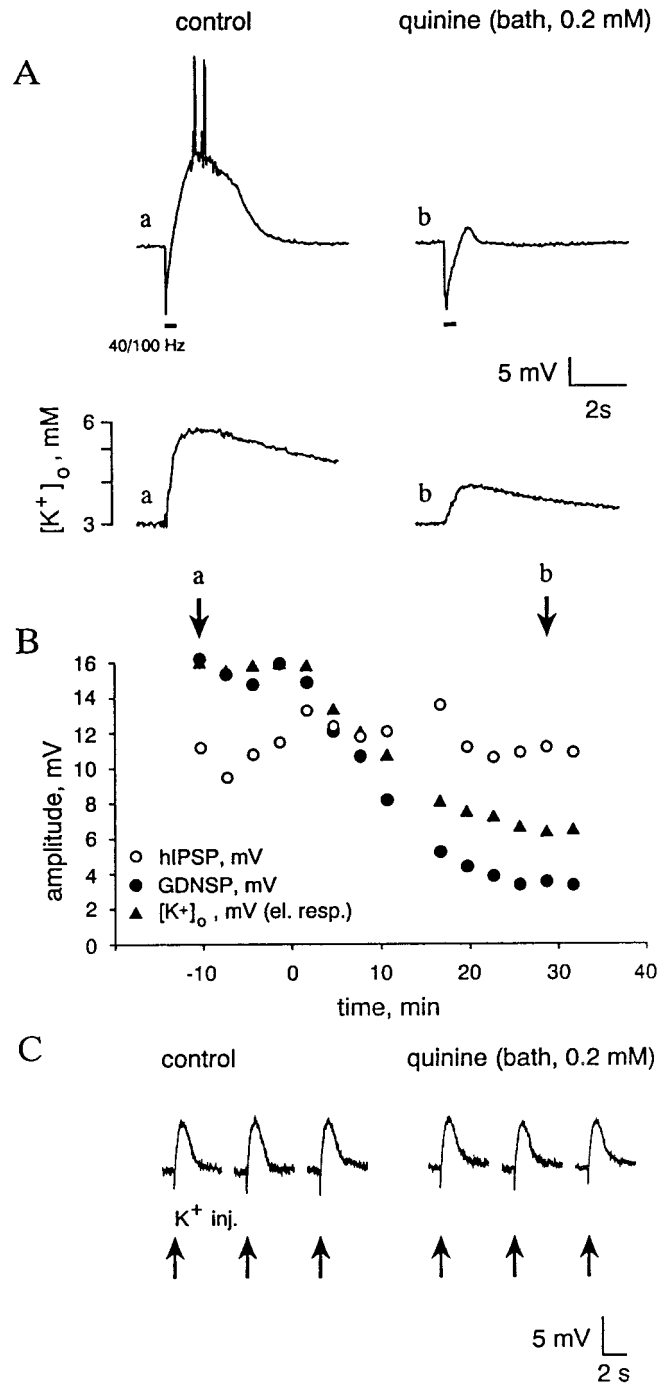 control quinine (bath, 0.2 mM)
A
a b
40/100 Hz
5 mV
2s
[K+]o , mM
6
3
a b
a b
B
amplitude, mV
16
14
12
10
8
6
4
2
0
hIPSP, mV
GDNSP, mV
[K+]o , mV (el. resp.)
-10 0 10 20 30 40
time, min
C
control quinine (bath, 0.2 mM)
K+ inj.
5 mV
2 s